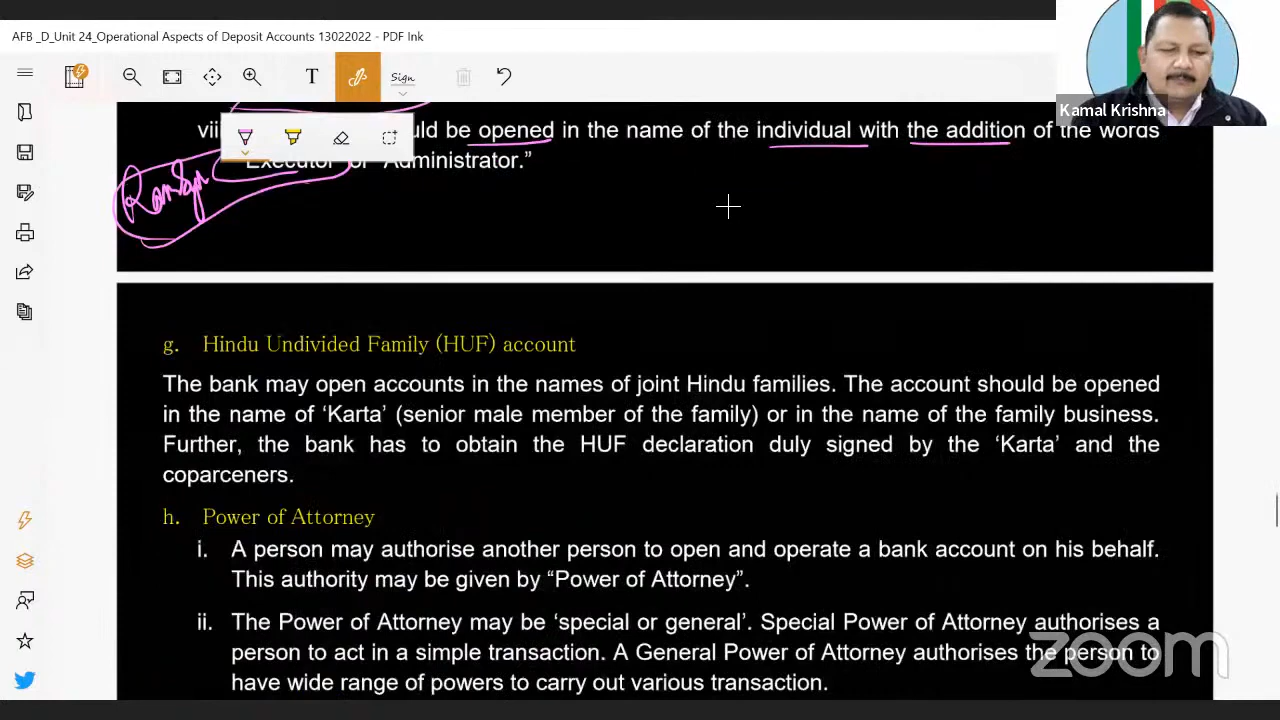 AFB _D_Unit 24_Operational Aspects of Deposit Accounts 13022022 - PDF Ink
Kamal Krishna
T
Sign
vii
uld be opened in the name of the individual with the addition of the words
"Executor" or "Administrator."
g. Hindu Undivided Family (HUF) account
The bank may open accounts in the names of joint Hindu families. The account should be opened
in the name of ‘Karta’ (senior male member of the family) or in the name of the family business.
Further, the bank has to obtain the HUF declaration duly signed by the ‘Karta’ and the
coparceners.
h. Power of Attorney
i. A person may authorise another person to open and operate a bank account on his behalf.
This authority may be given by “Power of Attorney”.
ii. The Power of Attorney may be ‘special or general’. Special Power of Attorney authorises a
person to act in a simple transaction. A General Power of Attorney authorises the person to
have wide range of powers to carry out various transaction.
zoom